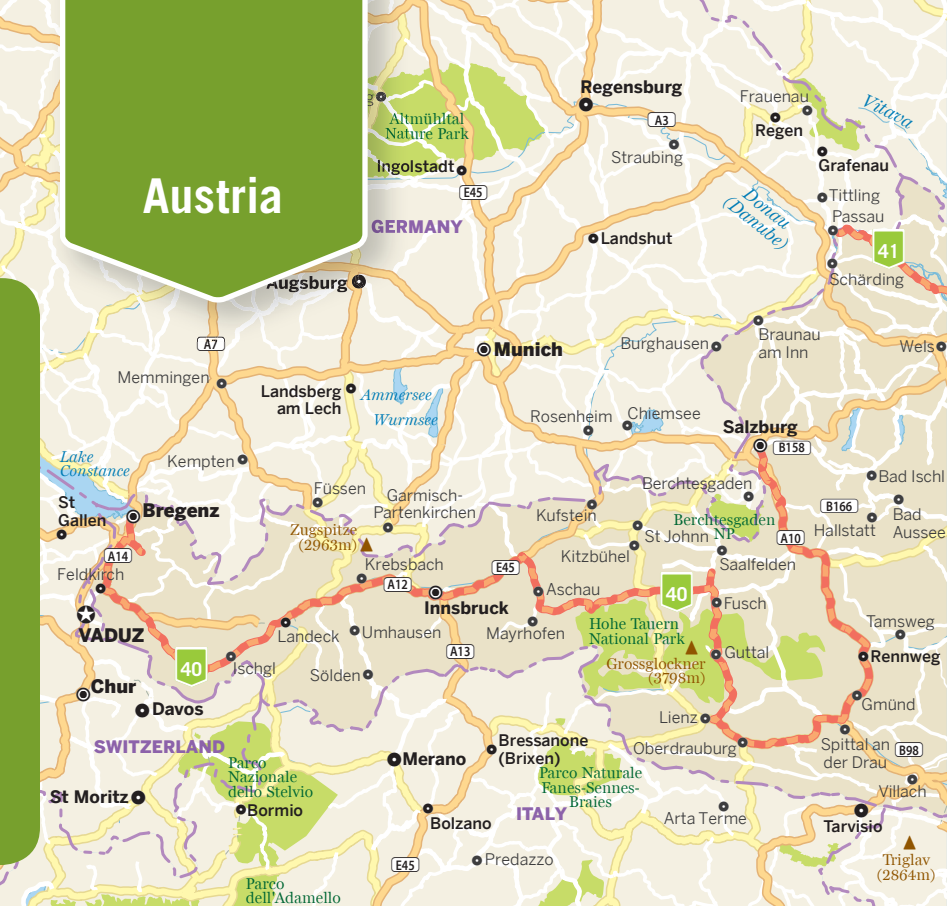 Austria
Regensburg
Frauenau
Vltava
A3
Regen
Altmühltal
Nature Park
Straubing
Grafenau
Ingolstadt
E45
Tittling
Donau
(Danube)
Passau
GERMANY
Landshut
41
Schärding
Augsburg
Braunau
am Inn
A7
Munich
Burghausen
Wels
Memmingen
Landsberg
am Lech
Ammersee
Wurmsee
Rosenheim
Chiemsee
Salzburg
B158
Lake
Constance
Kempten
Bad Ischl
Berchtesgaden
Füssen
Garmisch-
Partenkirchen
St
Gallen
Bregenz
B166
Kufstein
Berchtesgaden
NP
Hallstatt
Bad
Aussee
Zugspitze
(2963m)
St Johnn
A10
A14
Kitzbühel
Krebsbach
E45
Saalfelden
Feldkirch
A12
Aschau
40
Innsbruck
Fusch
VADUZ
Landeck
Umhausen
Mayrhofen
Hohe Tauern
National Park
Tamsweg
A13
Guttal
Rennweg
40
Ischgl
Sölden
Grossglockner
(3798m)
Chur
Davos
Gmünd
Lienz
SWITZERLAND
Bressanone
(Brixen)
Oberdrauburg
Spittal an
der Drau
B98
Merano
Parco
Nazionale
dello Stelvio
Parco Naturale
Fanes-Sennes-
Braies
Villach
St Moritz
Bormio
ITALY
Arta Terme
Bolzano
Tarvisio
Predazzo
E45
Triglav
(2864m)
Parco
dell'Adamello